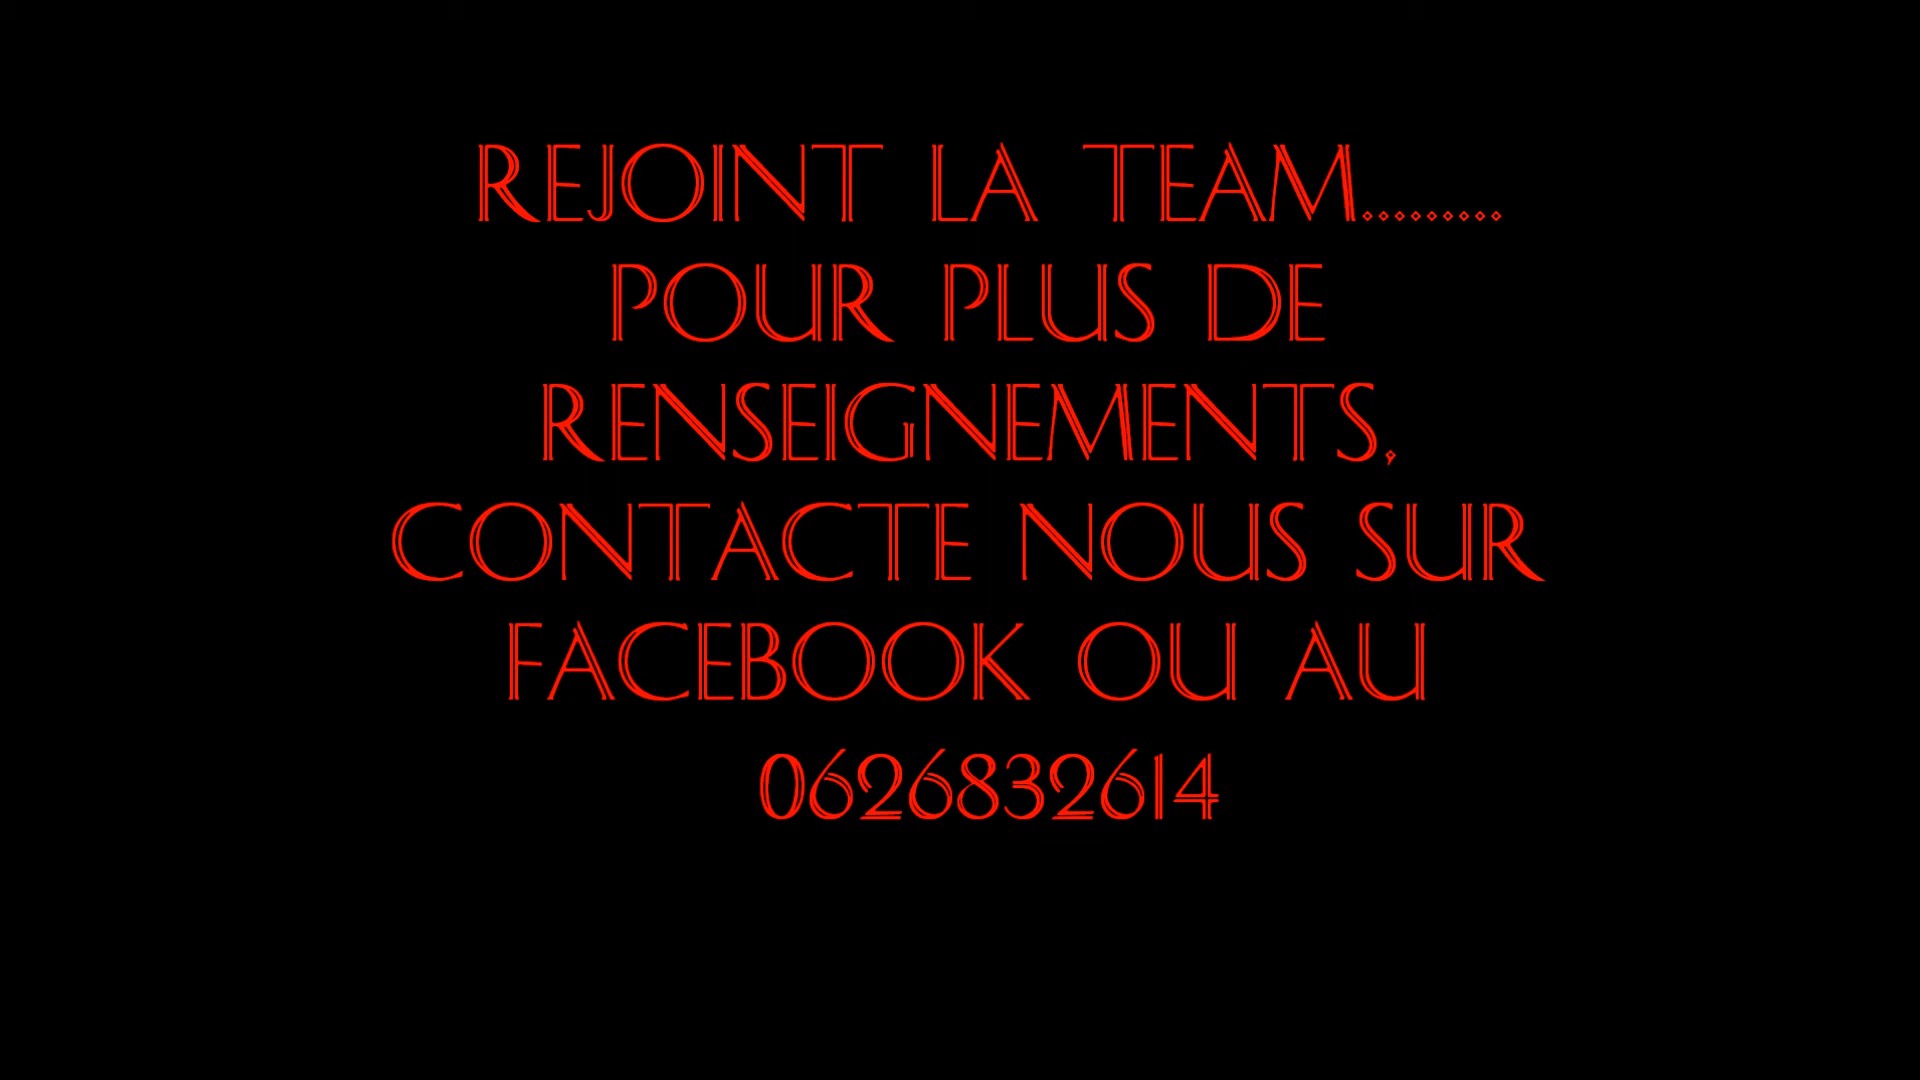 REJOINT LA TEAM.........
POUR PLUS DE
RENSEIGNEMENTS,
CONTACTE NOUS SUR
FACEBOOK OU AU
0626832614